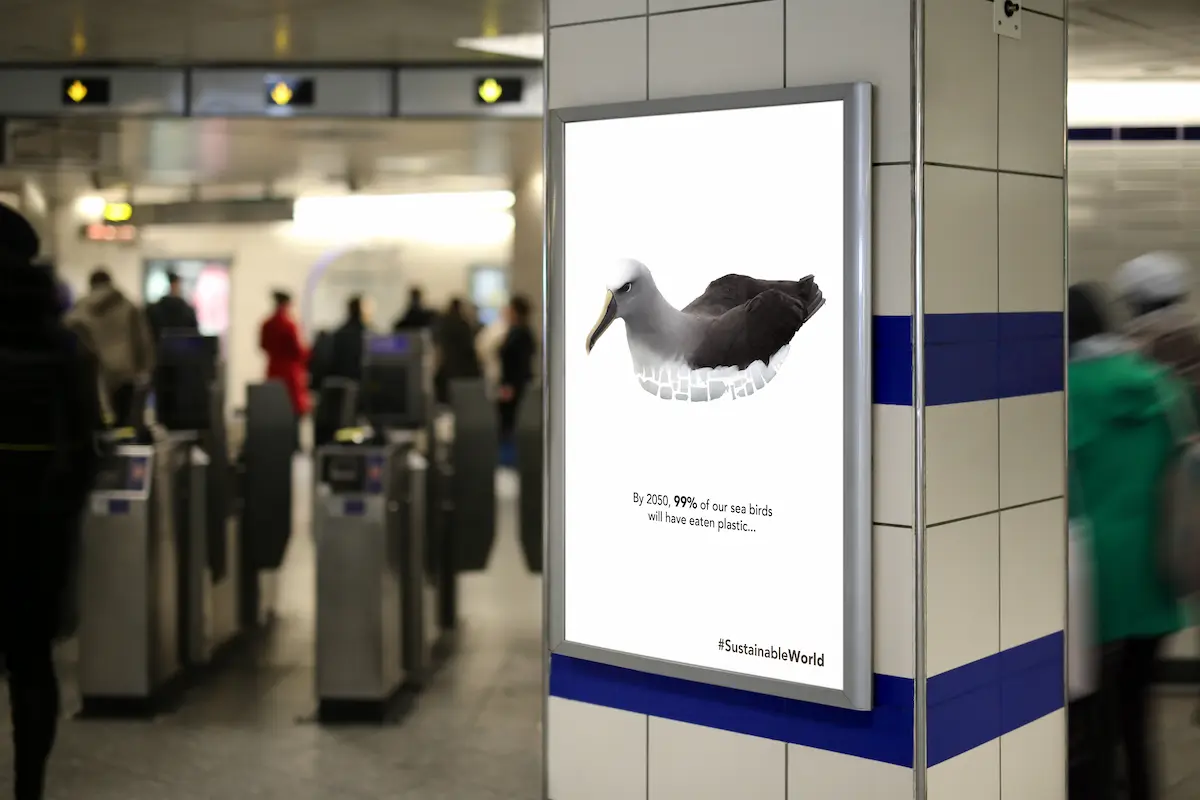 By 2050, 99% of our sea birds
will have eaten plastic...
#SustainableWorld